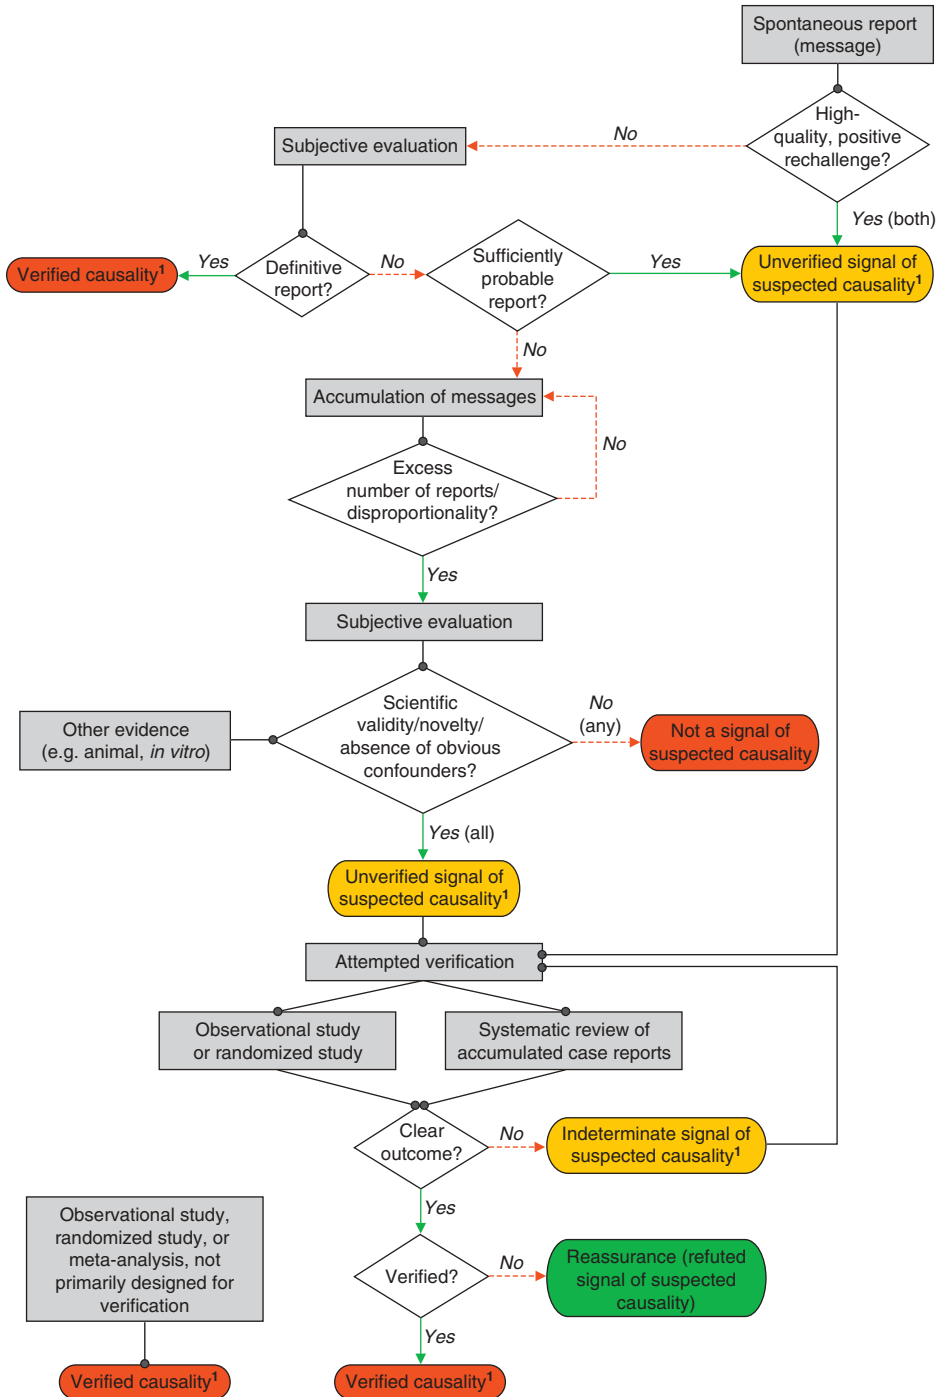 Spontaneous report
(message)
High-
quality, positive
rechallenge?
No
Subjective evaluation
Yes (both)
Verified causality¹
Yes
Definitive
report?
No
Sufficiently
probable
report?
Yes
Unverified signal of
suspected causality¹
No
Accumulation of messages
No
Excess
number of reports/
disproportionality?
Yes
Subjective evaluation
Other evidence
(e.g. animal, in vitro)
Scientific
validity/novelty/
absence of obvious
confounders?
No
(any)
Not a signal of
suspected causality
Yes (all)
Unverified signal of
suspected causality¹
Attempted verification
Observational study
or randomized study
Systematic review of
accumulated case reports
Clear
outcome?
No
Indeterminate signal of
suspected causality¹
Yes
Observational study,
randomized study, or
meta-analysis, not
primarily designed for
verification
Verified?
No
Reassurance (refuted
signal of suspected
causality)
Yes
Verified causality¹
Verified causality¹